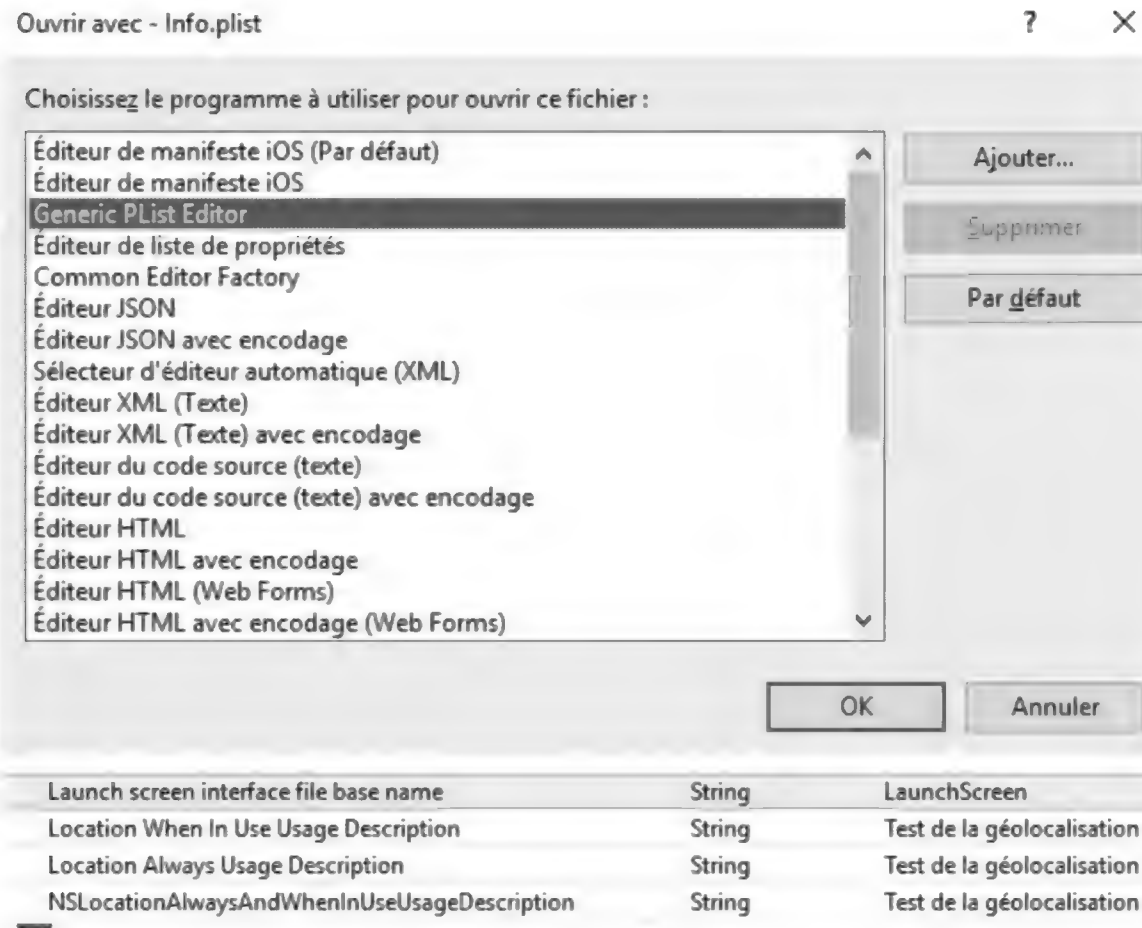 Ouvrir avec - Info.plist ? ×
Choisissez le programme à utiliser pour ouvrir ce fichier :
Éditeur de manifeste iOS (Par défaut)
Éditeur de manifeste iOS
Generic PList Editor
Éditeur de liste de propriétés
Common Editor Factory
Éditeur JSON
Éditeur JSON avec encodage
Sélecteur d'éditeur automatique (XML)
Éditeur XML (Texte)
Éditeur XML (Texte) avec encodage
Éditeur du code source (texte)
Éditeur du code source (texte) avec encodage
Éditeur HTML
Éditeur HTML avec encodage
Éditeur HTML (Web Forms)
Éditeur HTML avec encodage (Web Forms)
Ajouter...
Supprimer
Par défaut
OK Annuler
Launch screen interface file base name String LaunchScreen
Location When In Use Usage Description String Test de la géolocalisation
Location Always Usage Description String Test de la géolocalisation
NSLocationAlwaysAndWhenInUseUsageDescription String Test de la géolocalisation